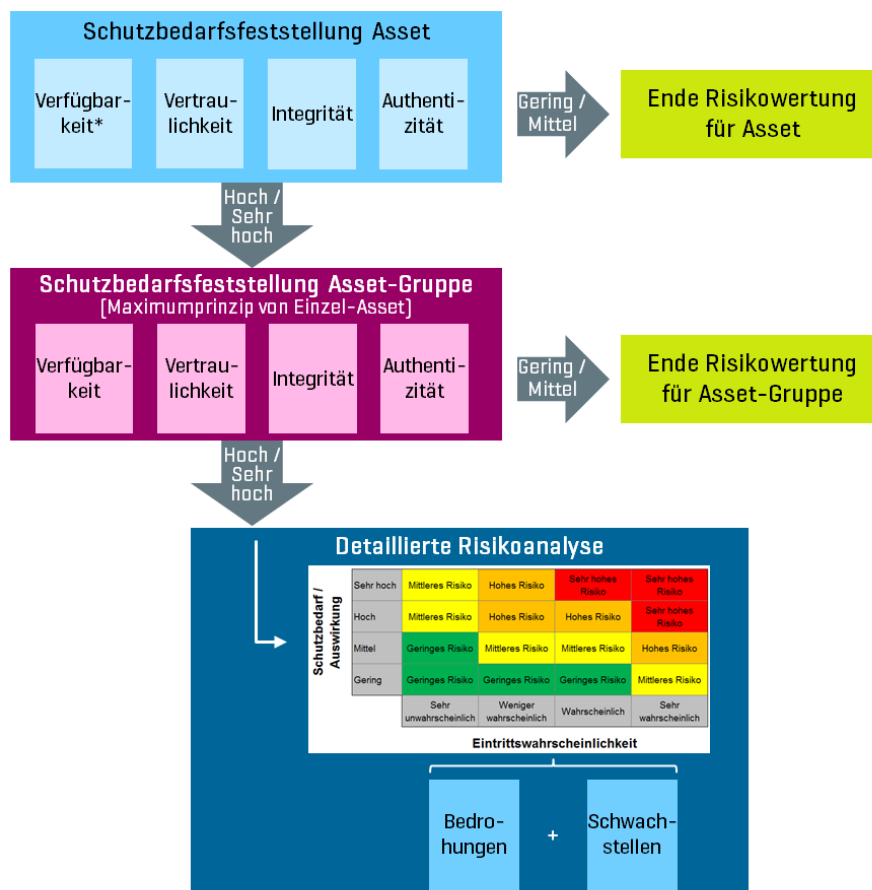 Schutzbedarfsfeststellung Asset
Verfügbar-
keit*
Vertrau-
lichkeit
Integrität
Authenti-
zität
Gering /
Mittel
Ende Risikowertung
für Asset
Hoch /
Sehr
hoch
Schutzbedarfsfeststellung Asset-Gruppe
(Maximumprinzip von Einzel-Asset)
Verfügbar-
keit
Vertrau-
lichkeit
Integrität
Authenti-
zität
Gering /
Mittel
Ende Risikowertung
für Asset-Gruppe
Hoch /
Sehr
hoch
Detaillierte Risikoanalyse
Schutzbedarf /
Auswirkung
Sehr hoch
Mittleres Risiko
Hohes Risiko
Sehr hohes
Risiko
Sehr hohes
Risiko
Hoch
Mittleres Risiko
Hohes Risiko
Hohes Risiko
Sehr hohes
Risiko
Mittel
Geringes Risiko
Mittleres Risiko
Mittleres Risiko
Hohes Risiko
Gering
Geringes Risiko
Geringes Risiko
Geringes Risiko
Mittleres Risiko
Sehr
unwahrscheinlich
Weniger
wahrscheinlich
Wahrscheinlich
Sehr
wahrscheinlich
Eintrittswahrscheinlichkeit
Bedro-
hungen
+
Schwach-
stellen